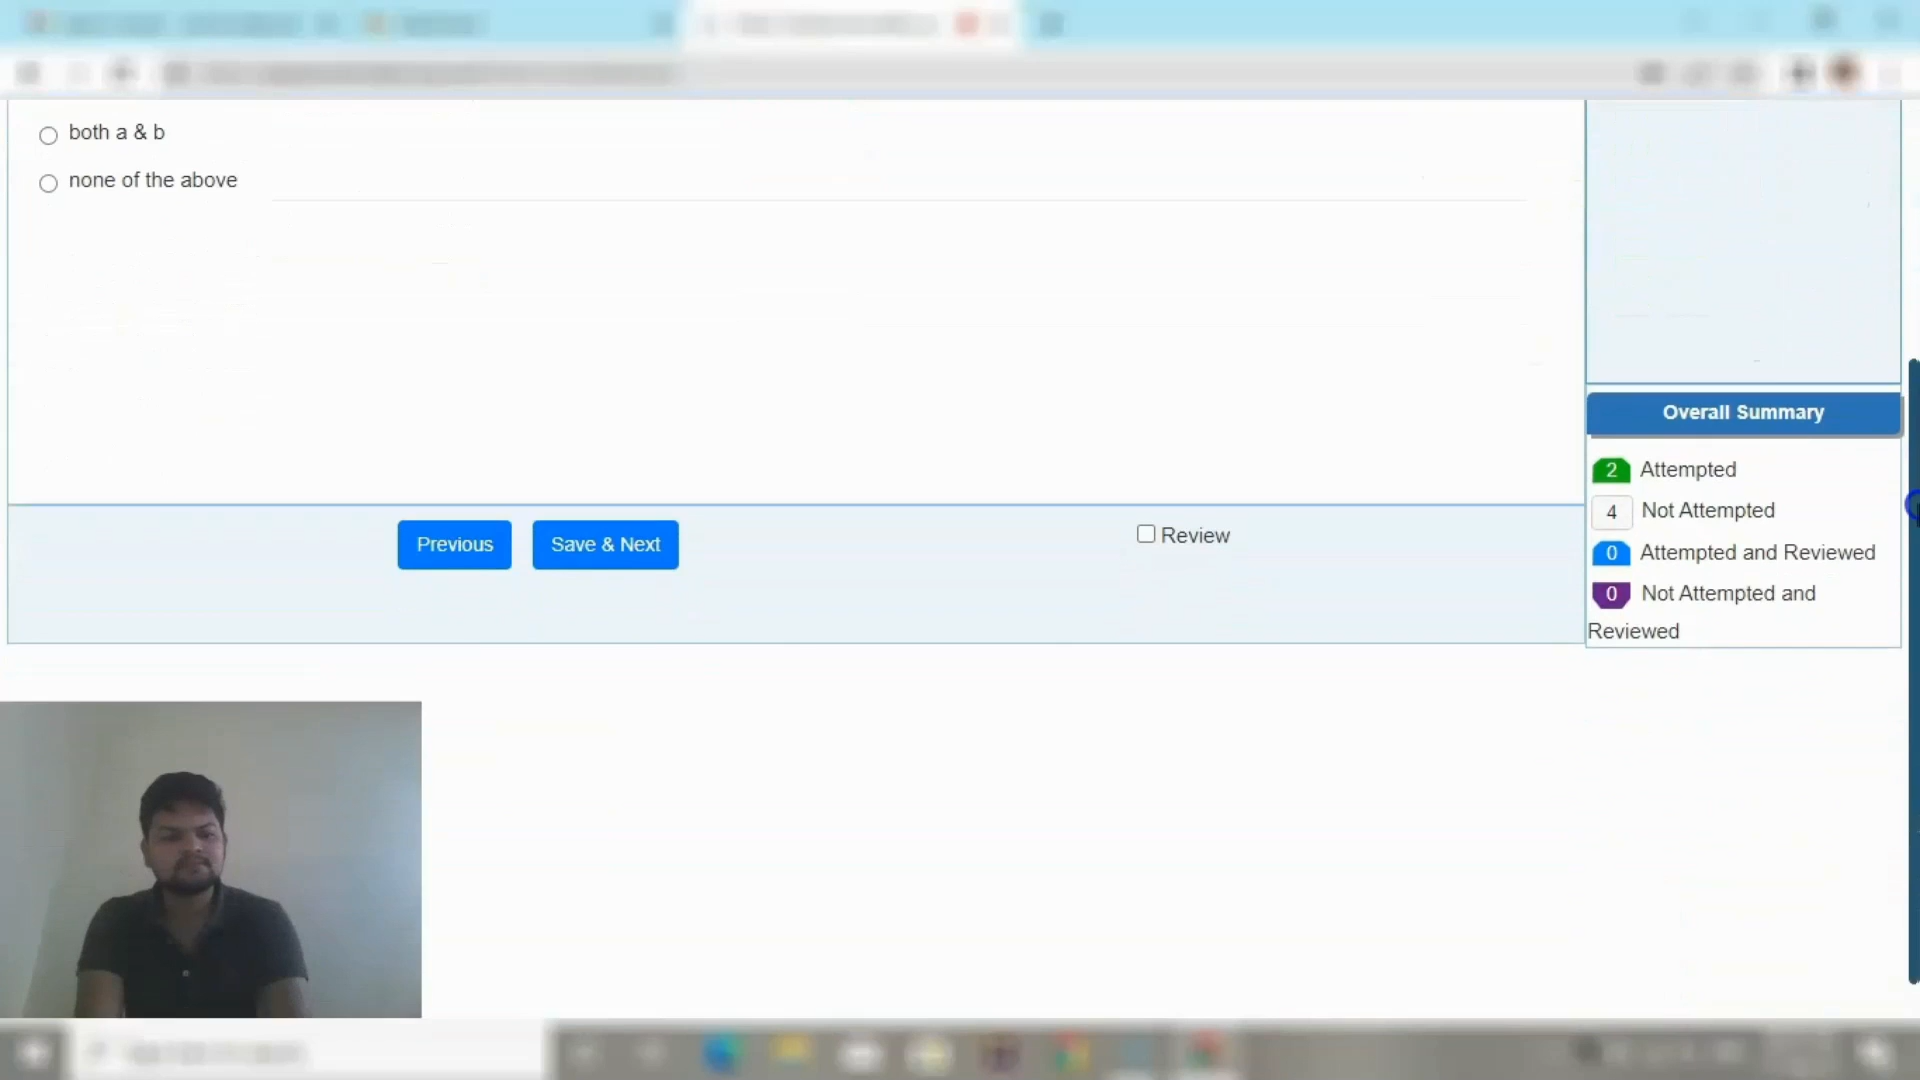 both a & b
none of the above
Overall Summary
2 Attempted
4 Not Attempted
0 Attempted and Reviewed
0 Not Attempted and
Reviewed
Previous
Save & Next
Review